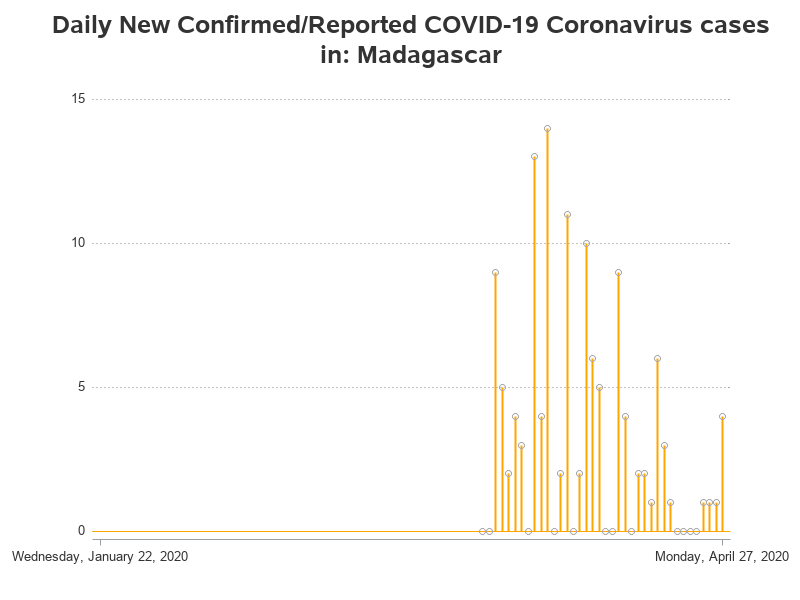 Daily New Confirmed/Reported COVID-19 Coronavirus cases
in: Madagascar
15
10
5
0
Wednesday, January 22, 2020
Monday, April 27, 2020